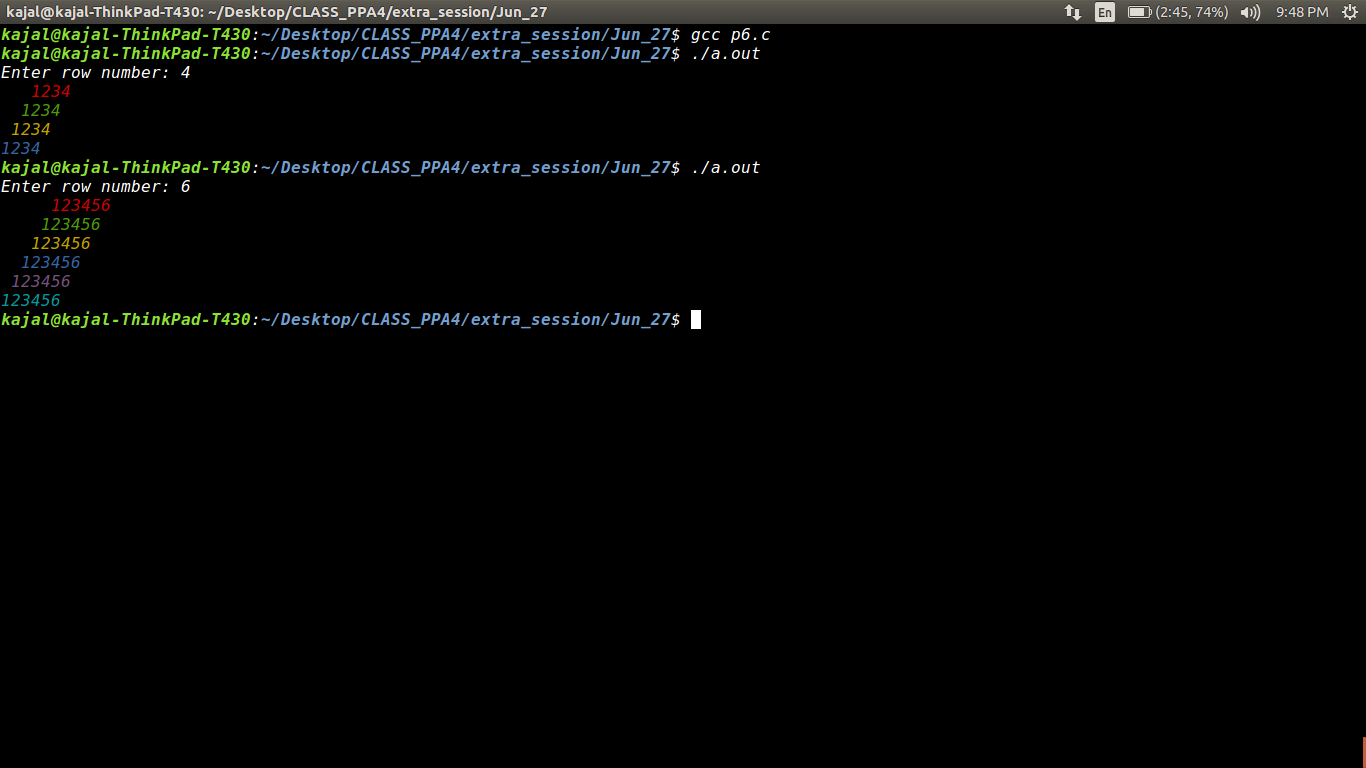 kajal@kajal-ThinkPad-T430: ~/Desktop/CLASS_PPA4/extra_session/Jun_27 En (2:45, 74%) 9:48 PM
kajal@kajal-ThinkPad-T430:~/Desktop/CLASS_PPA4/extra_session/Jun_27$ gcc p6.c
kajal@kajal-ThinkPad-T430:~/Desktop/CLASS_PPA4/extra_session/Jun_27$ ./a.out
Enter row number: 4
   1234
  1234
 1234
1234
kajal@kajal-ThinkPad-T430:~/Desktop/CLASS_PPA4/extra_session/Jun_27$ ./a.out
Enter row number: 6
     123456
    123456
   123456
  123456
 123456
123456
kajal@kajal-ThinkPad-T430:~/Desktop/CLASS_PPA4/extra_session/Jun_27$